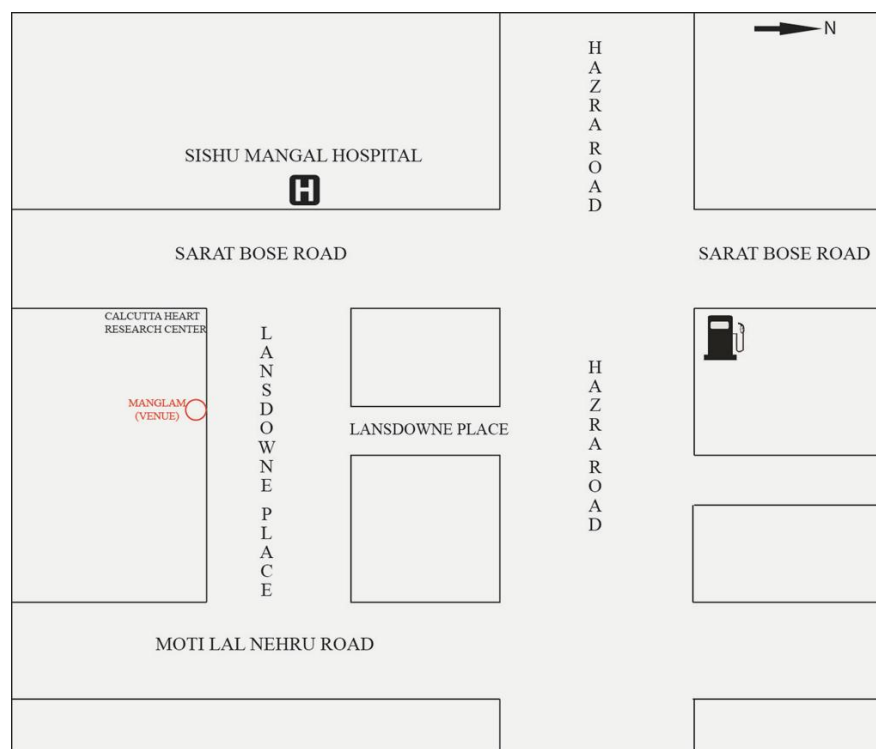 N
HAZRA ROAD
SISHU MANGAL HOSPITAL
H
SARAT BOSE ROAD
SARAT BOSE ROAD
CALCUTTA HEART
RESEARCH CENTER
LANSDOWNE PLACE
HAZRA ROAD
MANGLAM
(VENUE)
LANSDOWNE PLACE
MOTI LAL NEHRU ROAD